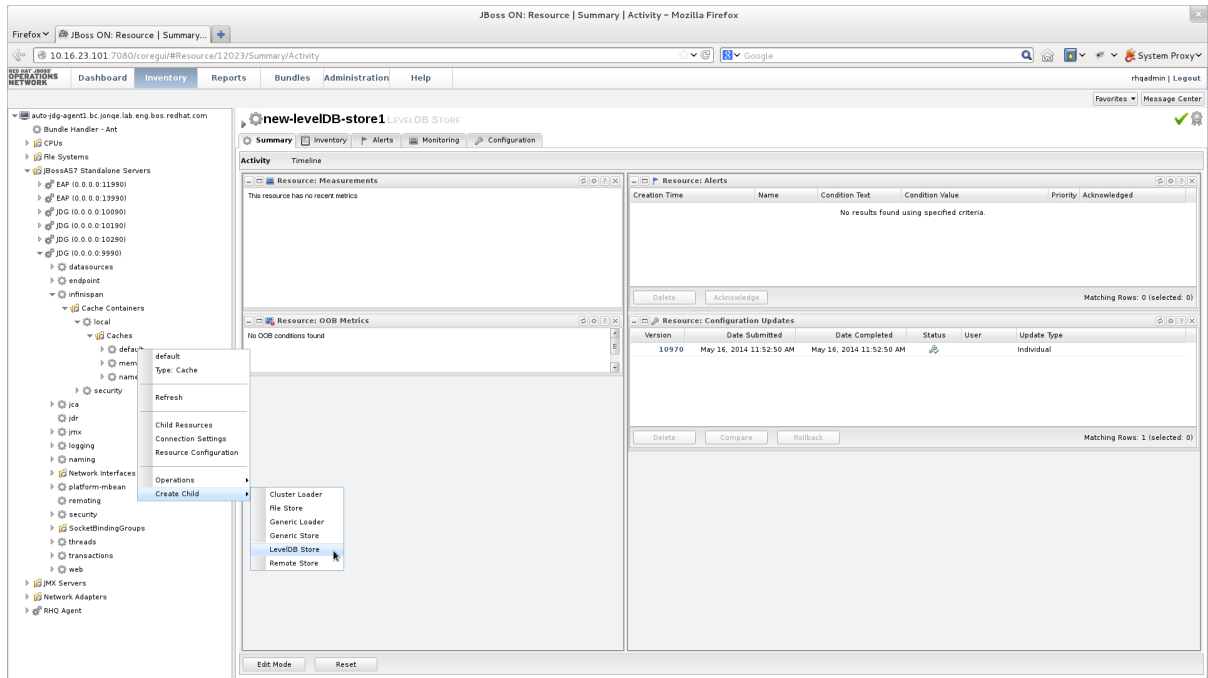 JBoss ON: Resource | Summary | Activity - Mozilla Firefox
Firefox
JBoss ON: Resource | Summary...
10.16.23.101:7080/coregui/#Resource/12023/Summary/Activity
Google
System Proxy
RED HAT JBOSS'
OPERATIONS
NETWORK
Dashboard
Inventory
Reports
Bundles
Administration
Help
rhqadmin | Logout
Favorites
Message Center
auto-jdg-agent1.bc.jonqe.lab.eng.bos.redhat.com
Bundle Handler - Ant
CPUs
File Systems
JBossAS7 Standalone Servers
EAP (0.0.0.0:11990)
EAP (0.0.0.0:13990)
JDG (0.0.0.0:10090)
JDG (0.0.0.0:10190)
JDG (0.0.0.0:10290)
JDG (0.0.0.0:9990)
datasources
endpoint
infinispan
Cache Containers
local
Caches
default
mem
name
security
jca
jdr
jmx
logging
naming
Network Interfaces
platform-mbean
remoting
security
SocketBindingGroups
threads
transactions
web
JMX Servers
Network Adapters
RHQ Agent
default
Type: Cache
Refresh
Child Resources
Connection Settings
Resource Configuration
Operations
Create Child
Cluster Loader
File Store
Generic Loader
Generic Store
LevelDB Store
Remote Store
new-levelDB-store1 LEVELDB STORE
Summary
Inventory
Alerts
Monitoring
Configuration
Activity
Timeline
Resource: Measurements
This resource has no recent metrics
Resource: OOB Metrics
No OOB conditions found
Resource: Alerts
Creation Time
Name
Condition Text
Condition Value
Priority
Acknowledged
No results found using specified criteria.
Delete
Acknowledge
Matching Rows: 0 (selected: 0)
Resource: Configuration Updates
Version
Date Submitted
Date Completed
Status
User
Update Type
10970
May 16, 2014 11:52:50 AM
May 16, 2014 11:52:50 AM
Individual
Delete
Compare
Rollback
Matching Rows: 1 (selected: 0)
Edit Mode
Reset